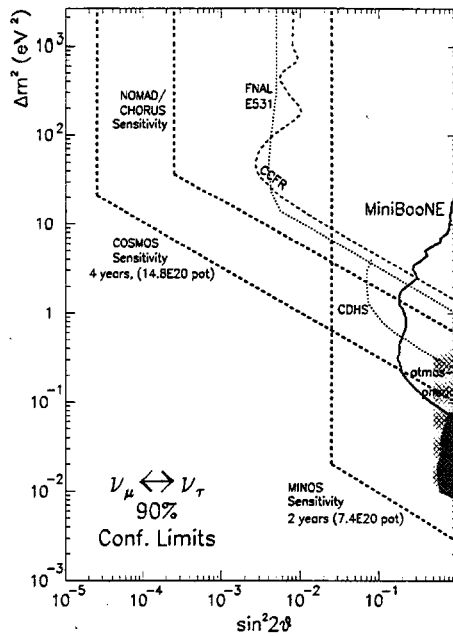 Δm² (eV²)
10³
10²
10
1
10⁻¹
10⁻²
10⁻³
NOMAD/
CHORUS
Sensitivity
FNAL
E531
CCFR
MiniBooNE
COSMOS
Sensitivity
4 years, (14.8E20 pot)
CDHS
atmos
ν_μ ↔ ν_τ
90%
Conf. Limits
MINOS
Sensitivity
2 years (7.4E20 pot)
10⁻⁵ 10⁻⁴ 10⁻³ 10⁻² 10⁻¹
sin²2ϑ